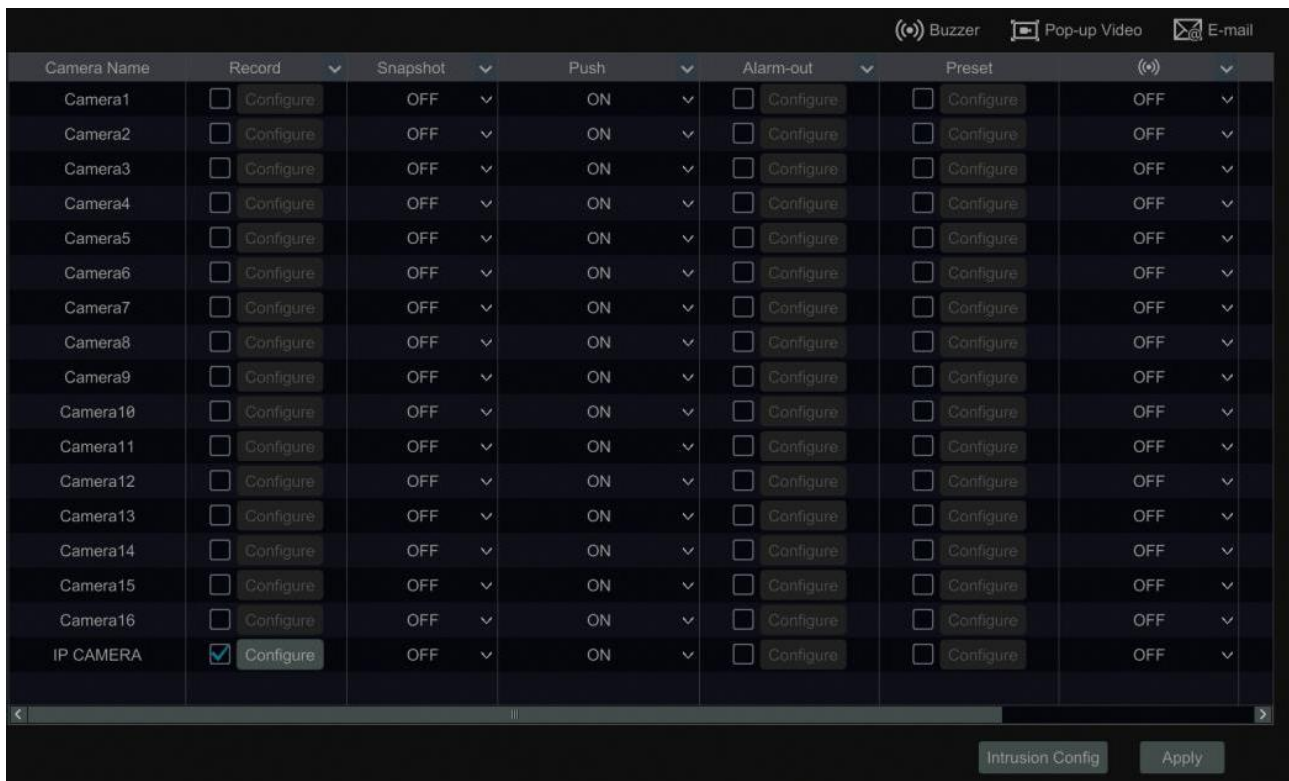 Buzzer Pop-up Video E-mail
Camera Name Record Snapshot Push Alarm-out Preset
Camera1 Configure OFF ON Configure Configure OFF
Camera2 Configure OFF ON Configure Configure OFF
Camera3 Configure OFF ON Configure Configure OFF
Camera4 Configure OFF ON Configure Configure OFF
Camera5 Configure OFF ON Configure Configure OFF
Camera6 Configure OFF ON Configure Configure OFF
Camera7 Configure OFF ON Configure Configure OFF
Camera8 Configure OFF ON Configure Configure OFF
Camera9 Configure OFF ON Configure Configure OFF
Camera10 Configure OFF ON Configure Configure OFF
Camera11 Configure OFF ON Configure Configure OFF
Camera12 Configure OFF ON Configure Configure OFF
Camera13 Configure OFF ON Configure Configure OFF
Camera14 Configure OFF ON Configure Configure OFF
Camera15 Configure OFF ON Configure Configure OFF
Camera16 Configure OFF ON Configure Configure OFF
IP CAMERA Configure OFF ON Configure Configure OFF
Intrusion Config Apply